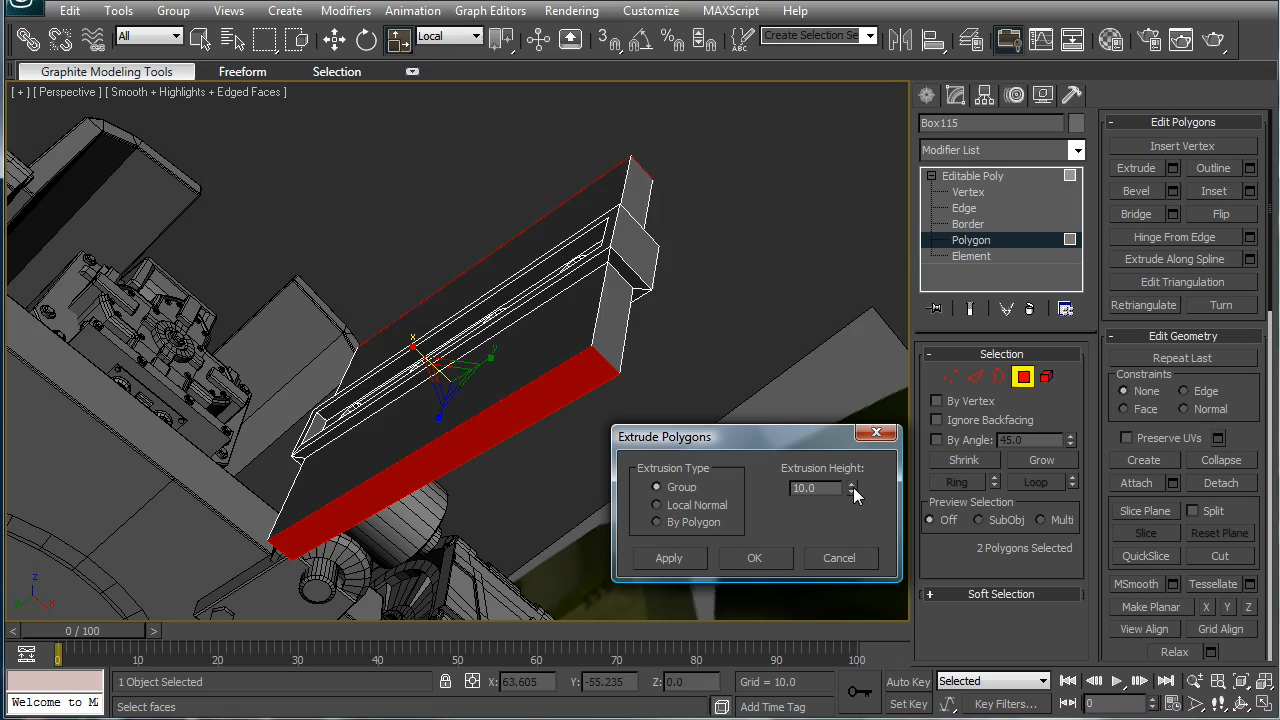 Edit Tools Group Views Create Modifiers Animation Graph Editors Rendering Customize MAXScript Help
All Local Create Selection Se
3 % ABC
Graphite Modeling Tools Freeform Selection
[ + ] [ Perspective ] [ Smooth + Highlights + Edged Faces ]
x
y
z
x
y
Box115
Modifier List
Editable Poly
Vertex
Edge
Border
Polygon
Element
Selection
By Vertex
Ignore Backfacing
By Angle: 45.0
Shrink Grow
Ring Loop
Preview Selection
Off SubObj Multi
2 Polygons Selected
Soft Selection
Edit Polygons
Insert Vertex
Extrude Outline
Bevel Inset
Bridge Flip
Hinge From Edge
Extrude Along Spline
Edit Triangulation
Retriangulate Turn
Edit Geometry
Repeat Last
Constraints
None Edge
Face Normal
Preserve UVs
Create Collapse
Attach Detach
Slice Plane Split
Slice Reset Plane
QuickSlice Cut
MSmooth Tessellate
Make Planar X Y Z
View Align Grid Align
Relax
Extrude Polygons
Extrusion Type
Group
Local Normal
By Polygon
Extrusion Height:
10.0
Apply OK Cancel
< 0 / 100 >
0 10 20 30 40 50 60 70 80 90 100
1 Object Selected X: 63.605 Y: -55.235 Z: 0.0 Grid = 10.0 Auto Key Selected
Welcome to MA Select faces Add Time Tag Set Key Key Filters... 0